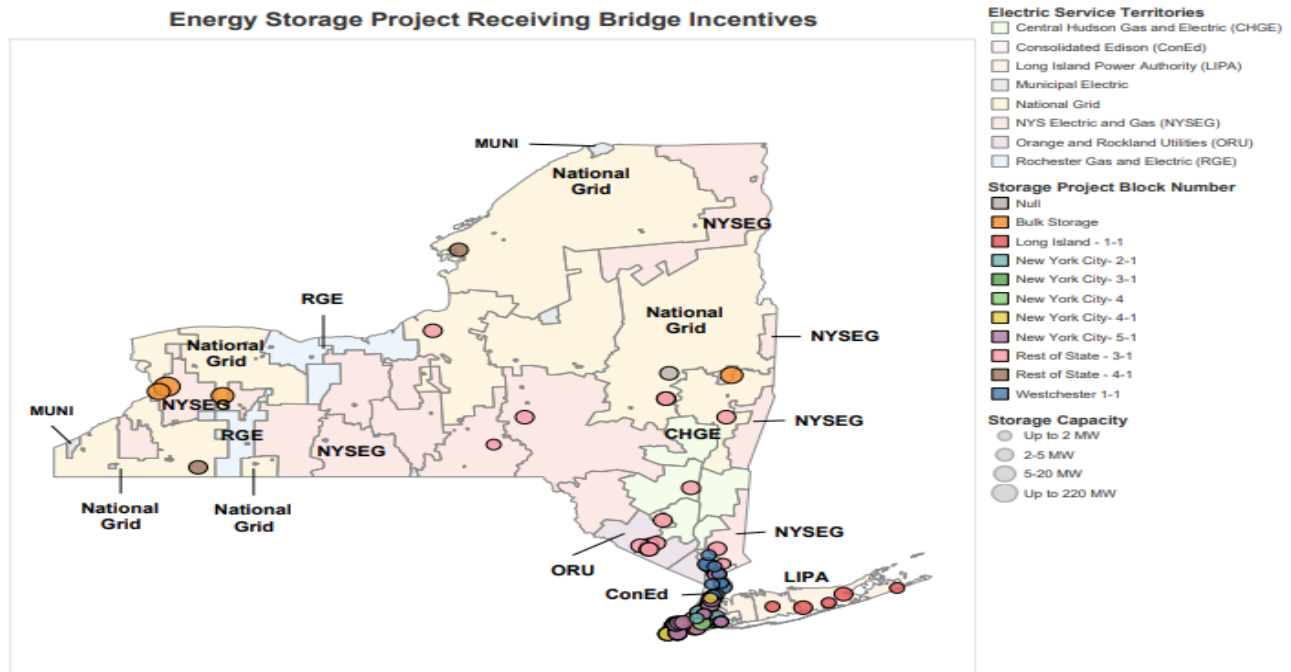 Energy Storage Project Receiving Bridge Incentives
MUNI
National
Grid
NYSEG
RGE
National
Grid
NYSEG
National
Grid
MUNI
NYSEG
RGE
NYSEG
CHGE
NYSEG
National
Grid
National
Grid
NYSEG
ORU
ConEd
LIPA
Electric Service Territories
Central Hudson Gas and Electric (CHGE)
Consolidated Edison (ConEd)
Long Island Power Authority (LIPA)
Municipal Electric
National Grid
NYS Electric and Gas (NYSEG)
Orange and Rockland Utilities (ORU)
Rochester Gas and Electric (RGE)
Storage Project Block Number
Null
Bulk Storage
Long Island - 1-1
New York City- 2-1
New York City- 3-1
New York City- 4
New York City- 4-1
New York City- 5-1
Rest of State - 3-1
Rest of State - 4-1
Westchester 1-1
Storage Capacity
Up to 2 MW
2-5 MW
5-20 MW
Up to 220 MW